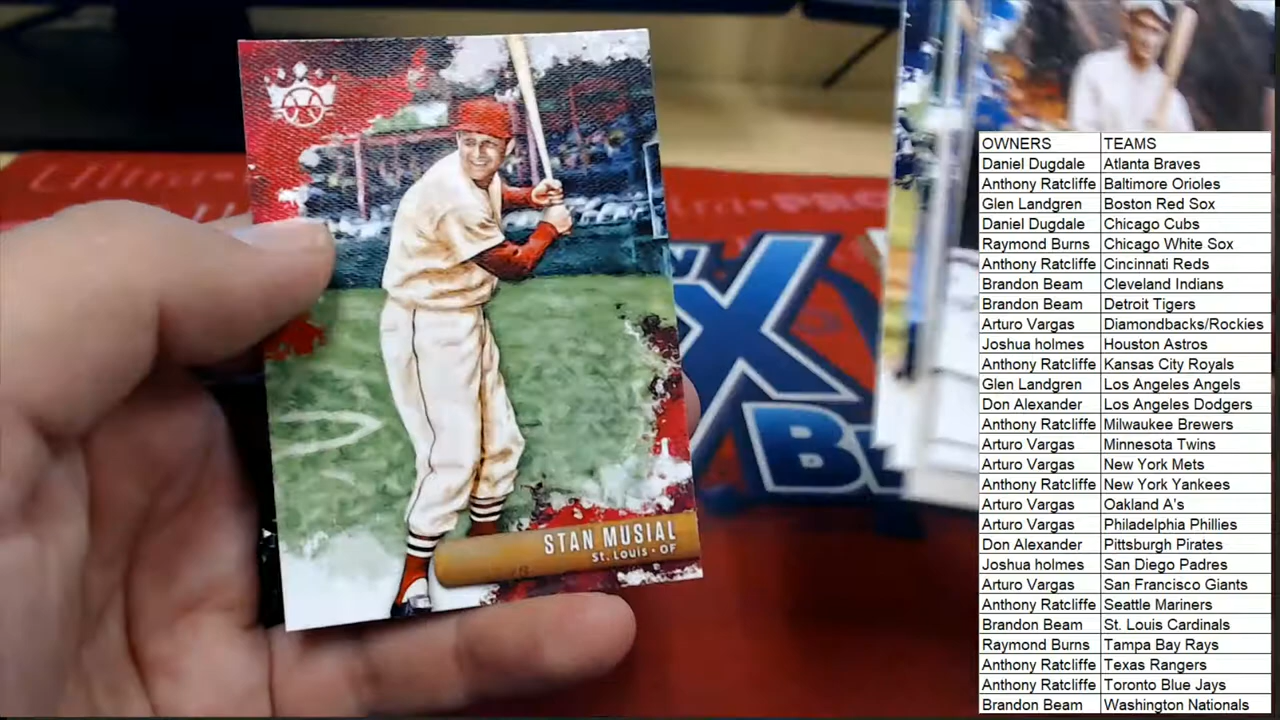 STAN MUSIAL
ST. LOUIS • OF
OWNERS TEAMS
Daniel Dugdale Atlanta Braves
Anthony Ratcliffe Baltimore Orioles
Glen Landgren Boston Red Sox
Daniel Dugdale Chicago Cubs
Raymond Burns Chicago White Sox
Anthony Ratcliffe Cincinnati Reds
Brandon Beam Cleveland Indians
Brandon Beam Detroit Tigers
Arturo Vargas Diamondbacks/Rockies
Joshua holmes Houston Astros
Anthony Ratcliffe Kansas City Royals
Glen Landgren Los Angeles Angels
Don Alexander Los Angeles Dodgers
Anthony Ratcliffe Milwaukee Brewers
Arturo Vargas Minnesota Twins
Arturo Vargas New York Mets
Anthony Ratcliffe New York Yankees
Arturo Vargas Oakland A's
Arturo Vargas Philadelphia Phillies
Don Alexander Pittsburgh Pirates
Joshua holmes San Diego Padres
Arturo Vargas San Francisco Giants
Anthony Ratcliffe Seattle Mariners
Brandon Beam St. Louis Cardinals
Raymond Burns Tampa Bay Rays
Anthony Ratcliffe Texas Rangers
Anthony Ratcliffe Toronto Blue Jays
Brandon Beam Washington Nationals